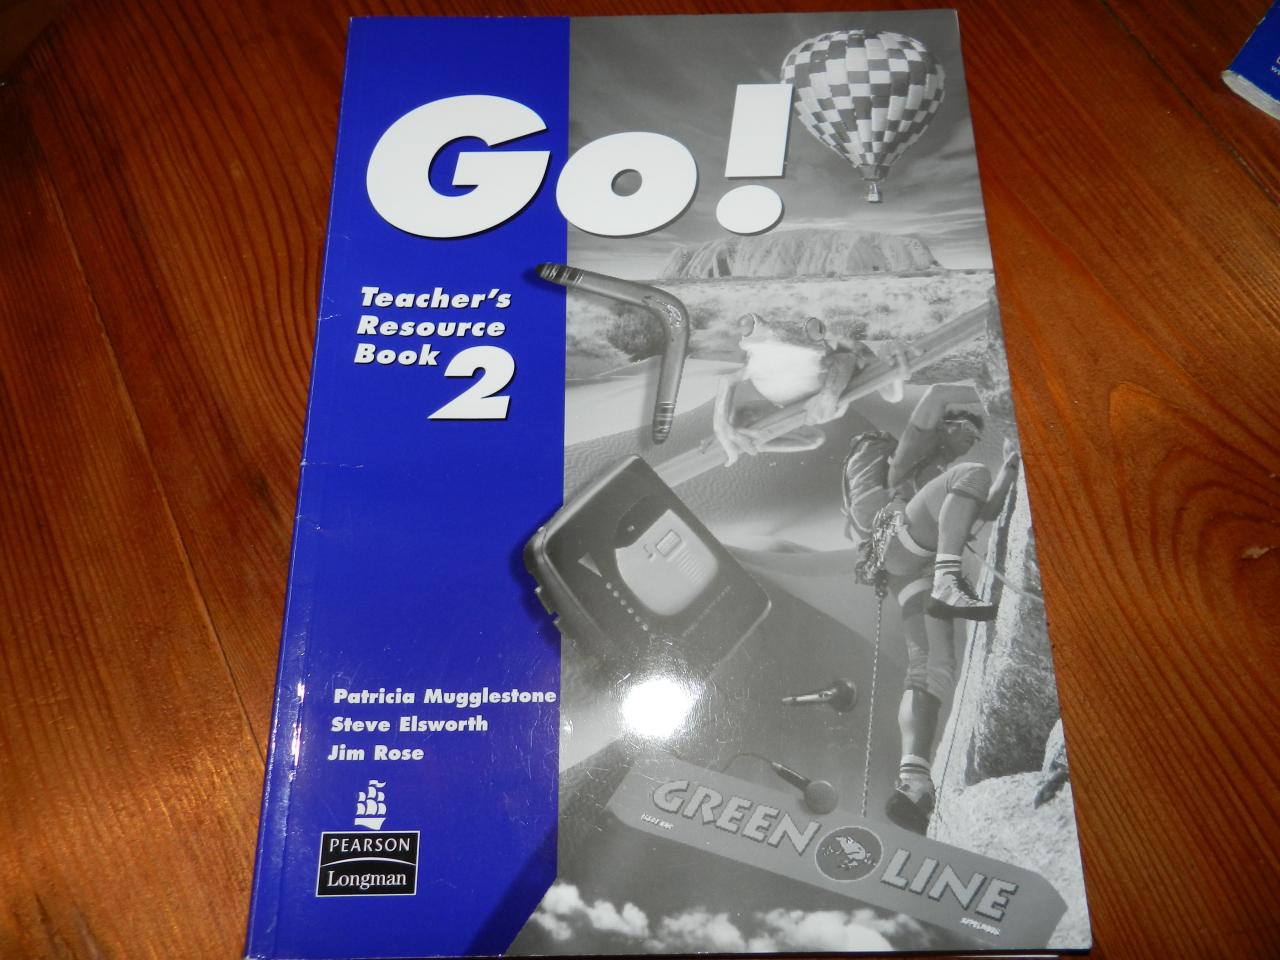 Go!
Teacher's
Resource
Book 2
Patricia Mugglestone
Steve Elsworth
Jim Rose
PEARSON
Longman
GREEN LINE